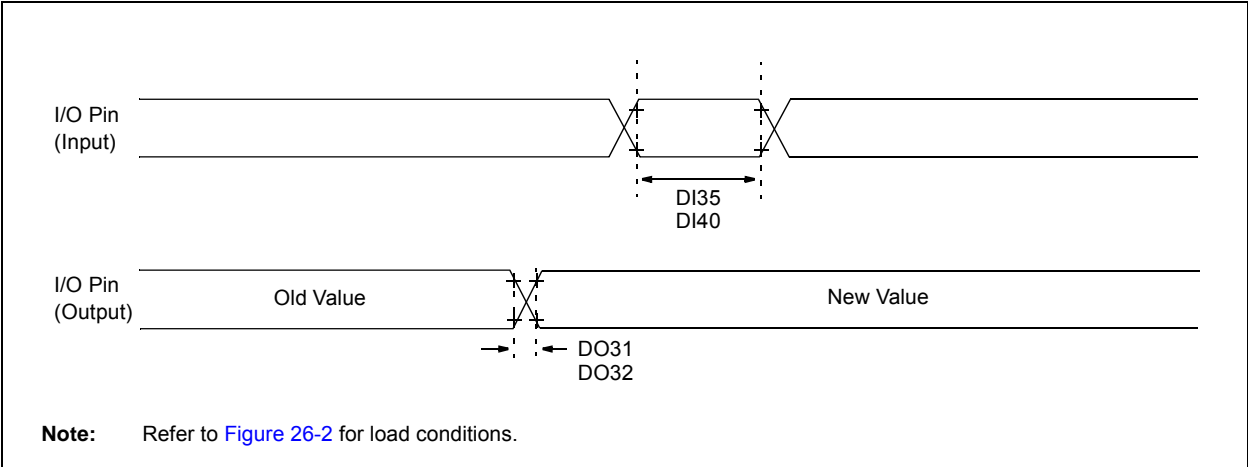 I/O Pin
(Input)
DI35
DI40
I/O Pin
(Output)
Old Value
New Value
DO31
DO32
Note: Refer to Figure 26-2 for load conditions.